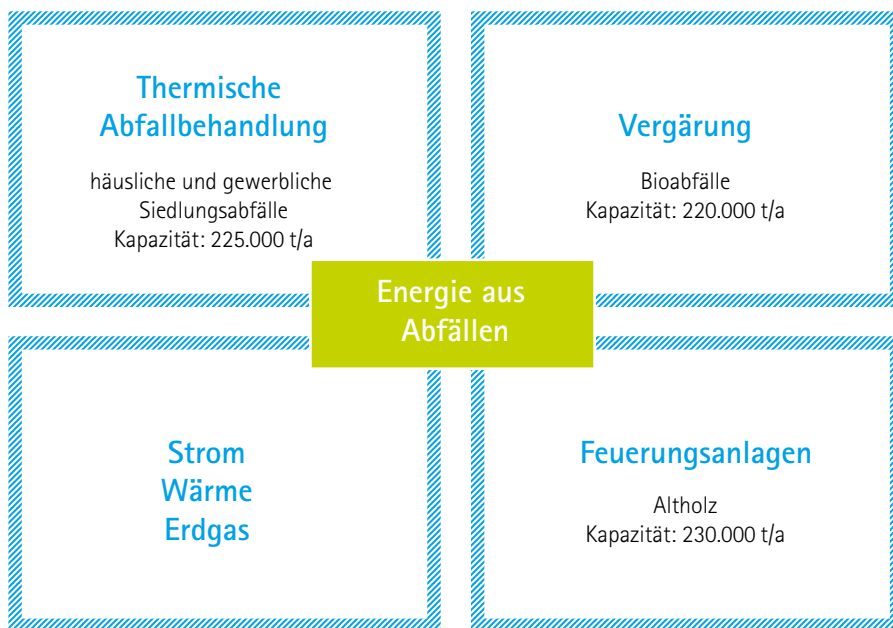 Thermische
Abfallbehandlung
häusliche und gewerbliche
Siedlungsabfälle
Kapazität: 225.000 t/a
Vergärung
Bioabfälle
Kapazität: 220.000 t/a
Energie aus
Abfällen
Strom
Wärme
Erdgas
Feuerungsanlagen
Altholz
Kapazität: 230.000 t/a